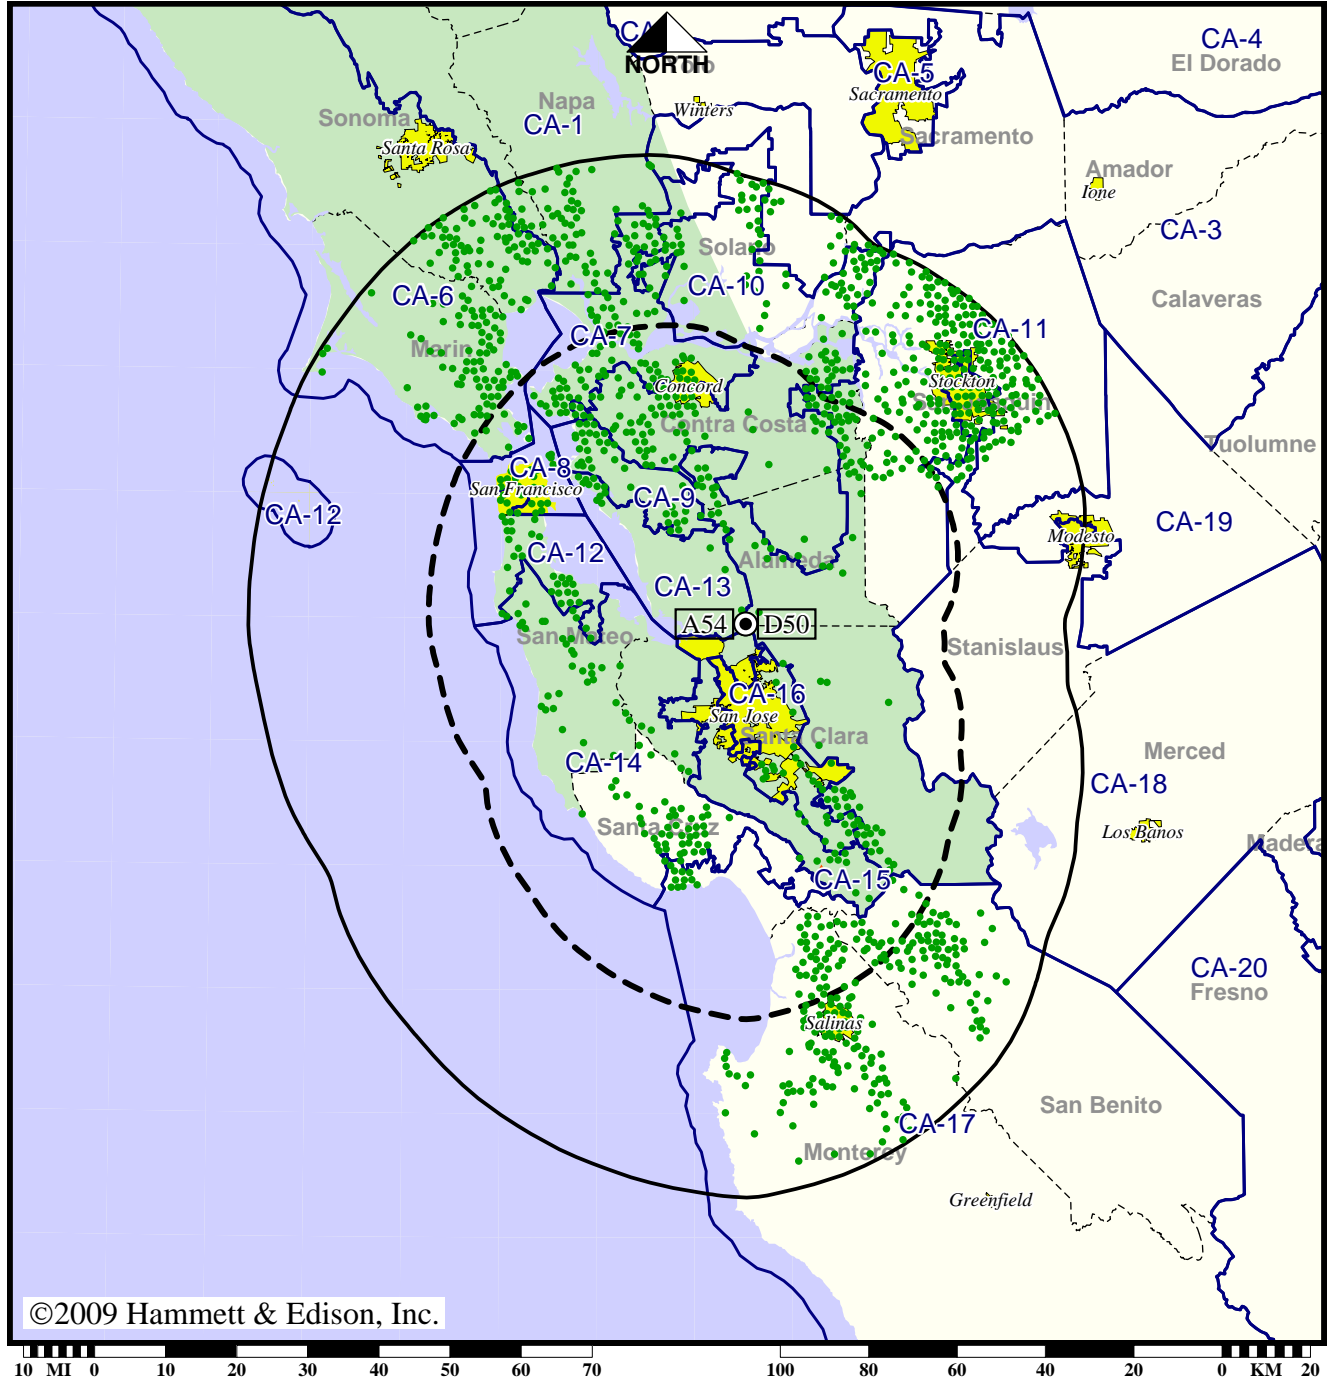 CA-4
El Dorado
NORTH
CA-5
Sacramento
Sacramento
Winters
Napa
CA-1
Sonoma
Santa Rosa
Amador
Ione
CA-3
Solano
CA-10
CA-6
Calaveras
CA-7
CA-11
Marin
Concord
Stockton
Contra Costa
Tuolumne
CA-8
San Francisco
CA-9
CA-12
CA-19
Modesto
CA-12
Alameda
CA-13
A54
D50
San Mateo
Stanislaus
CA-16
San Jose
Santa Clara
Merced
CA-14
CA-18
Santa Cruz
Los Banos
Madera
CA-15
CA-20
Fresno
Salinas
San Benito
CA-17
Monterey
Greenfield
©2009 Hammett & Edison, Inc.
10 MI 0 10 20 30 40 50 60 70
100 80 60 40 20 0 KM 20